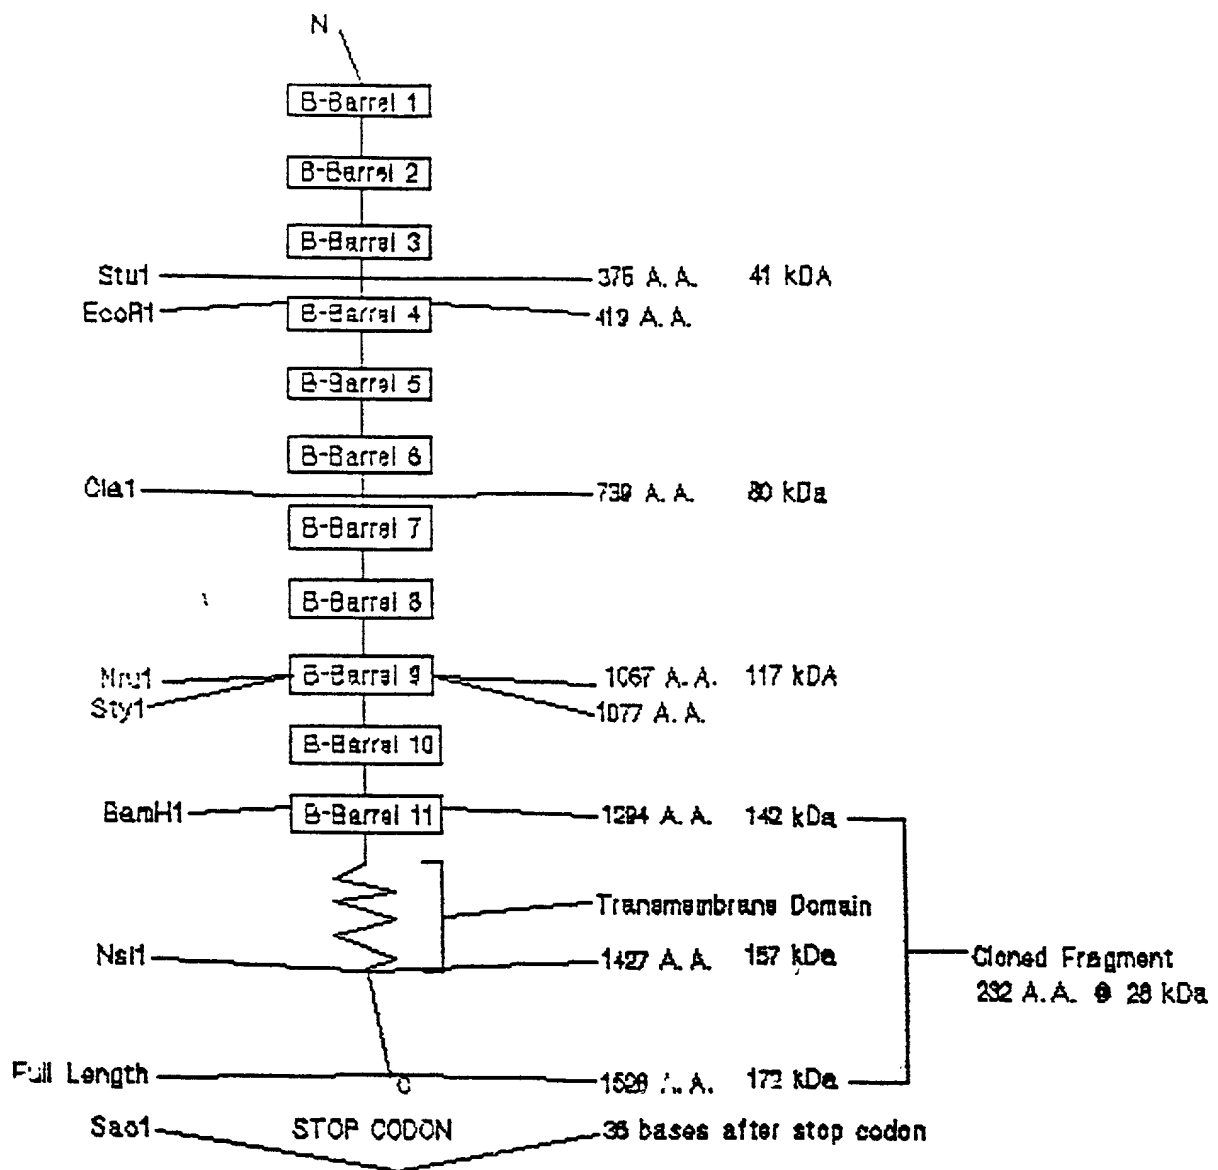 N
B-Barrel 1
B-Barrel 2
B-Barrel 3
Stu1 375 A.A. 41 kDA
EcoR1 B-Barrel 4 419 A.A.
B-Barrel 5
B-Barrel 6
Cla1 739 A.A. 80 kDa
B-Barrel 7
B-Barrel 8
Nru1 B-Barrel 9 1067 A.A. 117 kDA
Sty1 1077 A.A.
B-Barrel 10
BamH1 B-Barrel 11 1294 A.A. 142 kDa
Transmembrane Domain
Nsi1 1427 A.A. 157 kDa
Cloned Fragment
232 A.A. @ 28 kDa
Full Length C 1526 A.A. 172 kDa
Sac1 STOP CODON 36 bases after stop codon